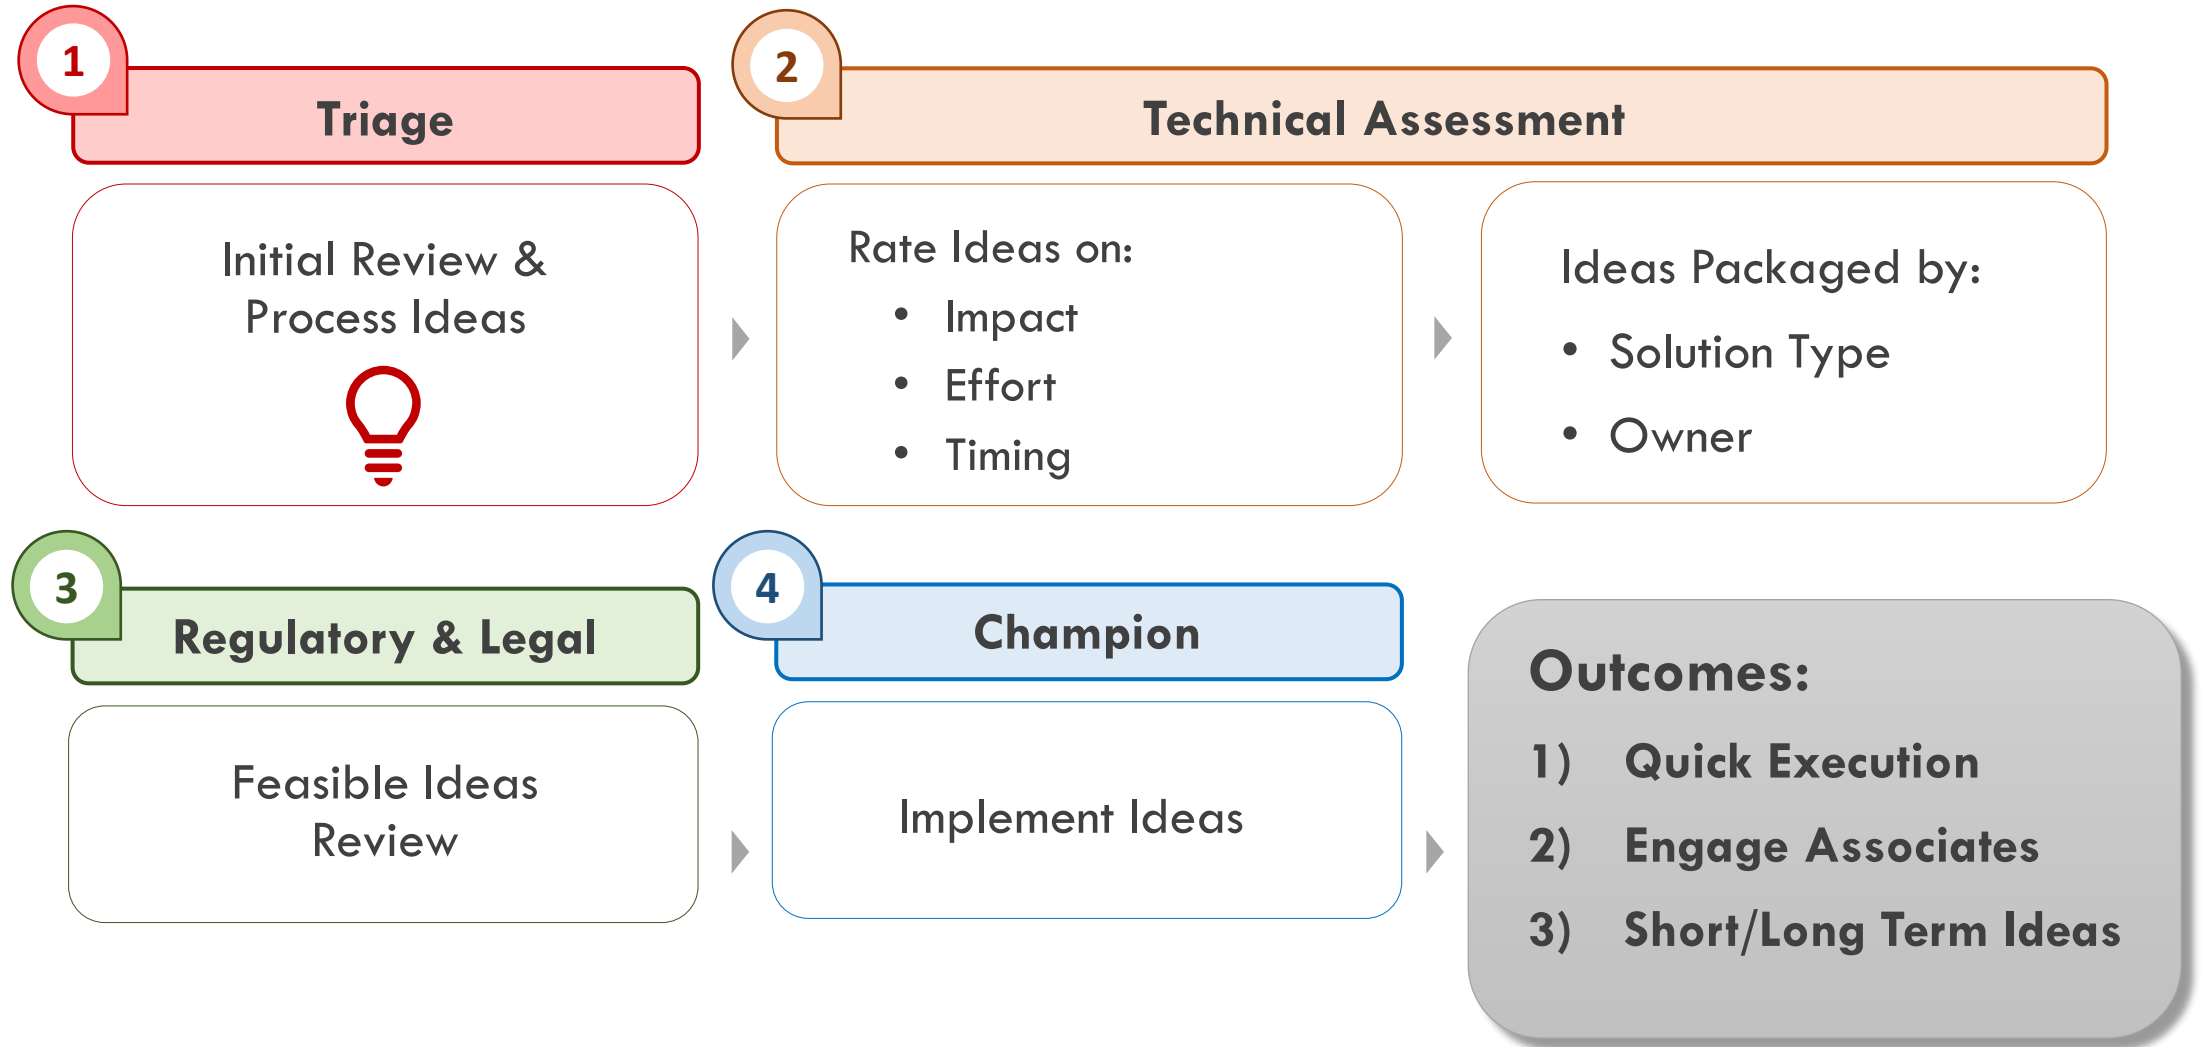 1
Triage
Initial Review &
Process Ideas
2
Technical Assessment
Rate Ideas on:
• Impact
• Effort
• Timing
Ideas Packaged by:
• Solution Type
• Owner
3
Regulatory & Legal
Feasible Ideas
Review
4
Champion
Implement Ideas
Outcomes:
1) Quick Execution
2) Engage Associates
3) Short/Long Term Ideas